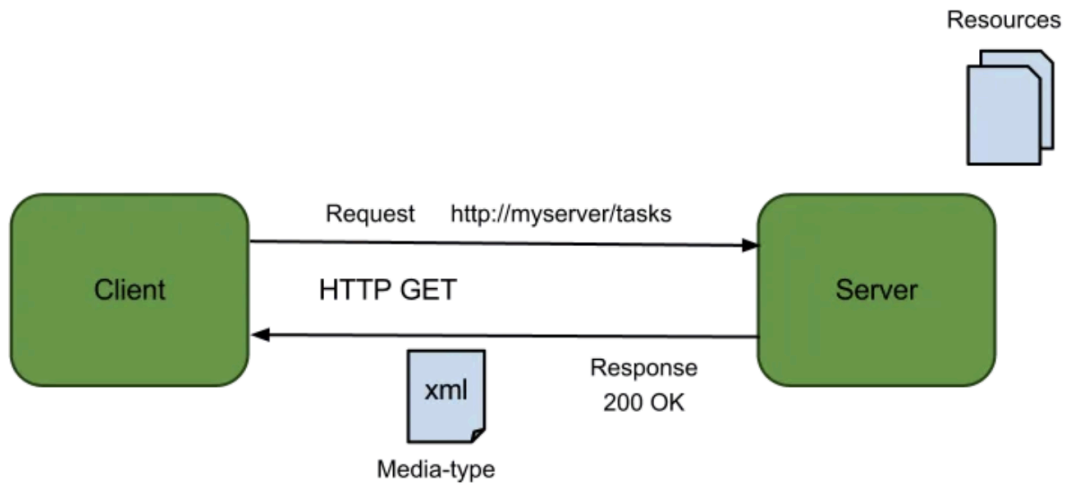 Resources
Request http://myserver/tasks
Client
HTTP GET
Server
Response
200 OK
xml
Media-type